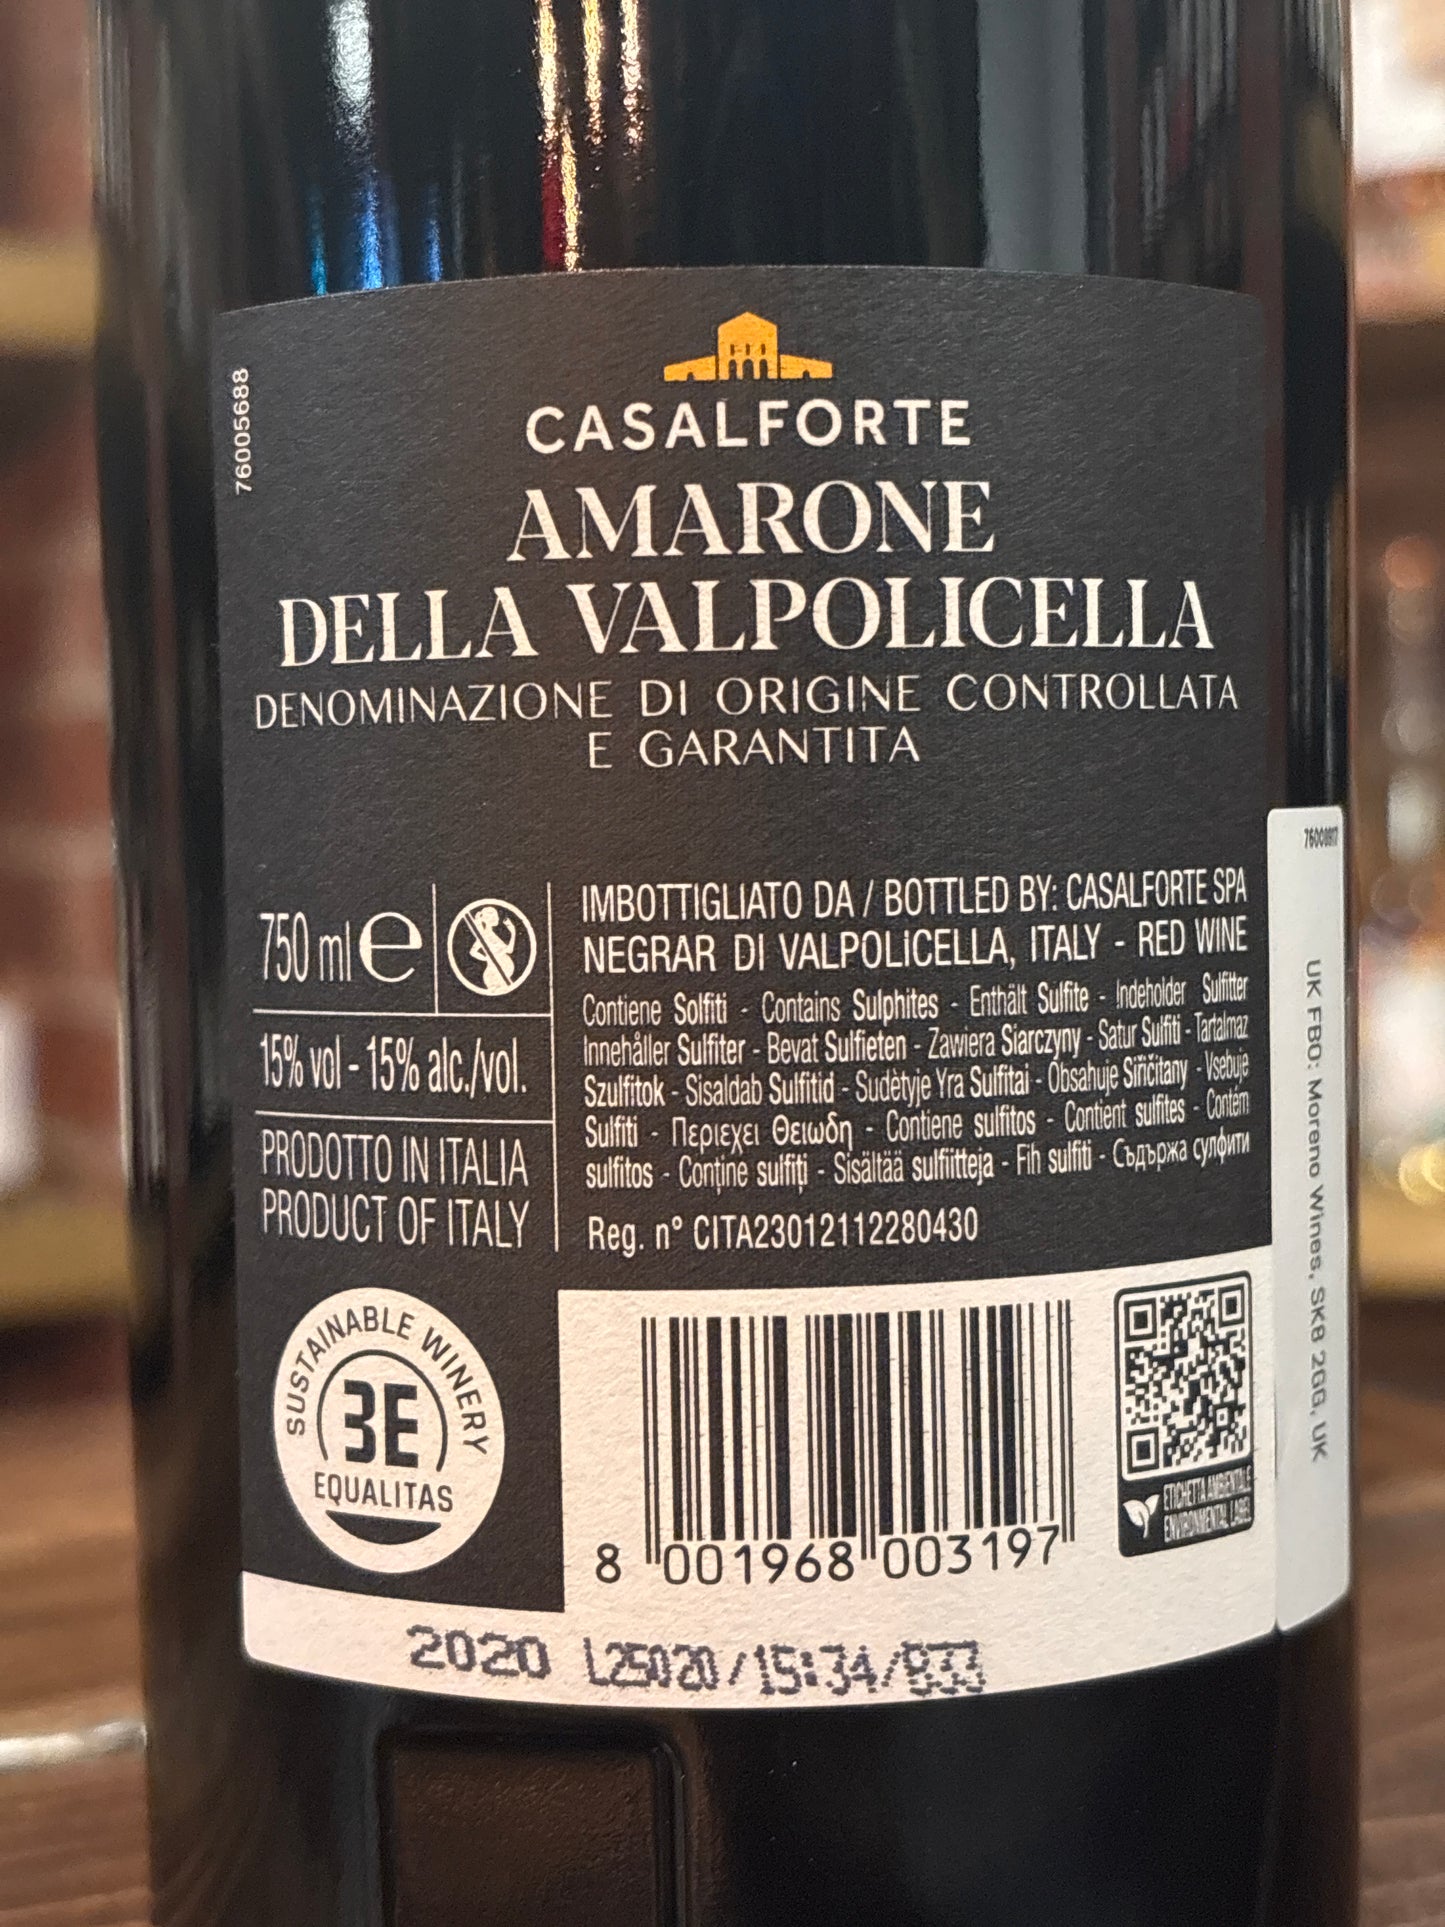 76005688
CASALFORTE
AMARONE
DELLA VALPOLICELLA
DENOMINAZIONE DI ORIGINE CONTROLLATA
E GARANTITA
750 ml e
15% vol - 15% alc./vol.
PRODOTTO IN ITALIA
PRODUCT OF ITALY
IMBOTTIGLIATO DA / BOTTLED BY: CASALFORTE SPA
NEGRAR DI VALPOLICELLA, ITALY - RED WINE
Contiene Solfiti - Contains Sulphites - Enthält Sulfite - Indeholder Sulfitter
Innehåller Sulfiter - Bevat Sulfieten - Zawiera Siarczyny - Satur Sulfiti - Tartalmaz
Szulfitok - Sisaldab Sulfitid - Sudėtyje Yra Sulfitai - Obsahuje Siřičitany - Vsebuje
Sulfiti - Περιεχει Θειωδη - Contiene sulfitos - Contient sulfites - Contém
sulfitos - Conține sulfiți - Sisältää sulfiitteja - Fih sulfiti - Съдържа сулфити
Reg. n° CITA23012112280430
SUSTAINABLE WINERY
3E
EQUALITAS
8 001968 003197
ETICHETTA AMBIENTALE
ENVIRONMENTAL LABEL
2020 L25020/15:34/B33
76008917
UK FBO: Moreno Wines, SK8 2GG, UK